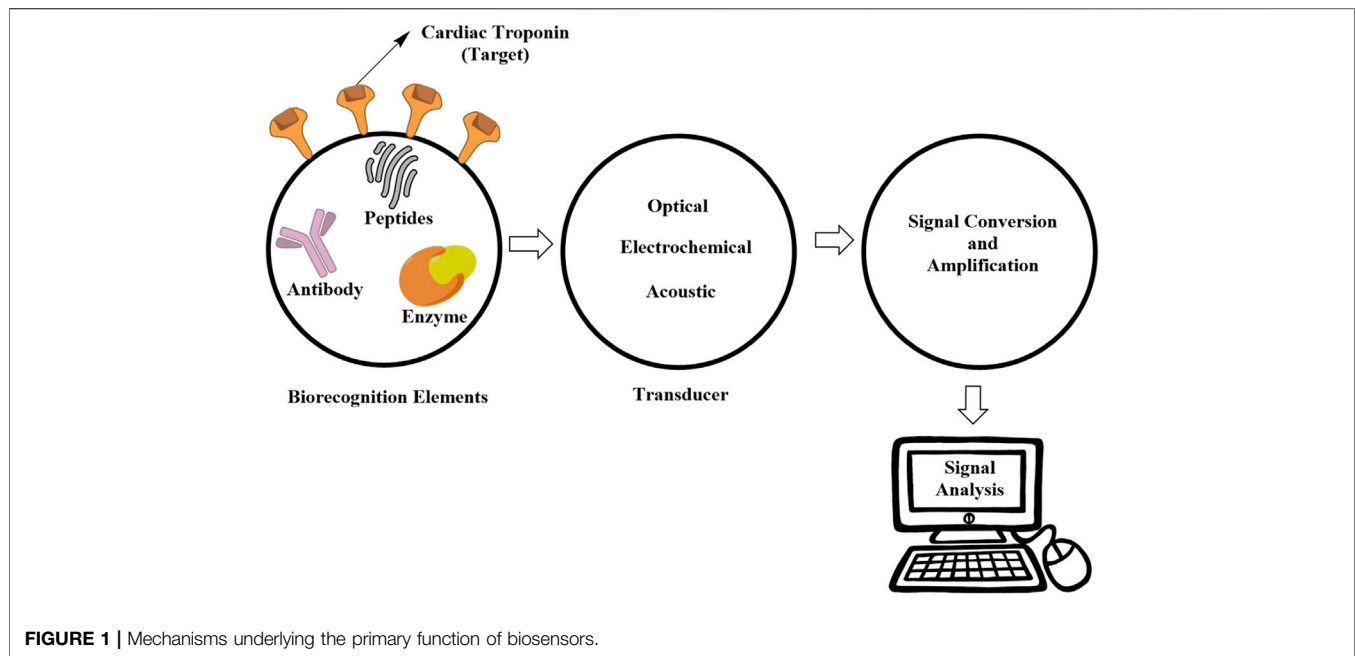 Cardiac Troponin
(Target)
Peptides
Antibody
Enzyme
Biorecognition Elements
Optical
Electrochemical
Acoustic
Transducer
Signal Conversion
and
Amplification
Signal
Analysis
FIGURE 1 | Mechanisms underlying the primary function of biosensors.